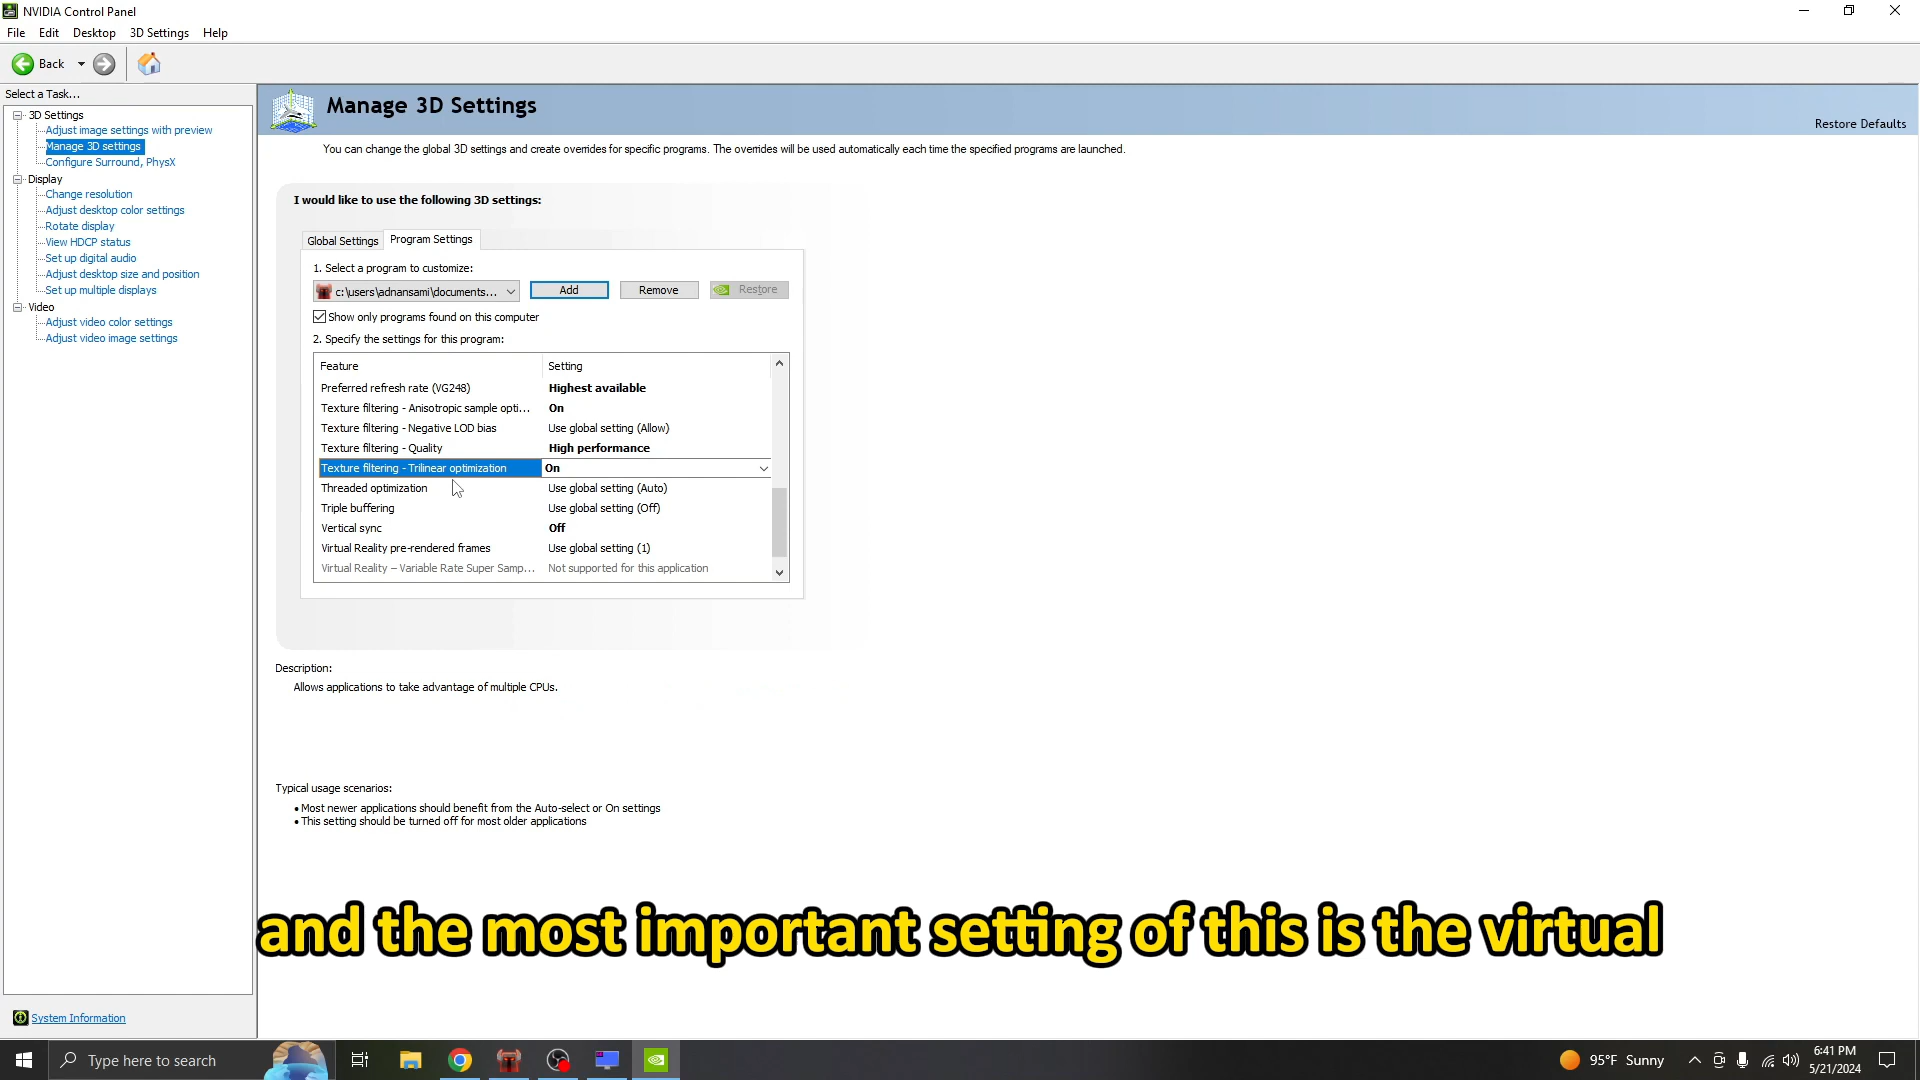 NVIDIA Control Panel
File Edit Desktop 3D Settings Help
Back
Select a Task...
3D Settings
Adjust image settings with preview
Manage 3D settings
Configure Surround, PhysX
Display
Change resolution
Adjust desktop color settings
Rotate display
View HDCP status
Set up digital audio
Adjust desktop size and position
Set up multiple displays
Video
Adjust video color settings
Adjust video image settings
System Information
Manage 3D Settings
Restore Defaults
You can change the global 3D settings and create overrides for specific programs. The overrides will be used automatically each time the specified programs are launched.
I would like to use the following 3D settings:
Global Settings Program Settings
1. Select a program to customize:
c:\users\adnansami\documents... Add Remove Restore
Show only programs found on this computer
2. Specify the settings for this program:
Feature Setting
Preferred refresh rate (VG248) Highest available
Texture filtering - Anisotropic sample opti... On
Texture filtering - Negative LOD bias Use global setting (Allow)
Texture filtering - Quality High performance
Texture filtering - Trilinear optimization On
Threaded optimization Use global setting (Auto)
Triple buffering Use global setting (Off)
Vertical sync Off
Virtual Reality pre-rendered frames Use global setting (1)
Virtual Reality – Variable Rate Super Samp... Not supported for this application
Description:
Allows applications to take advantage of multiple CPUs.
Typical usage scenarios:
• Most newer applications should benefit from the Auto-select or On settings
• This setting should be turned off for most older applications
and the most important setting of this is the virtual
Type here to search
95°F Sunny
6:41 PM
5/21/2024